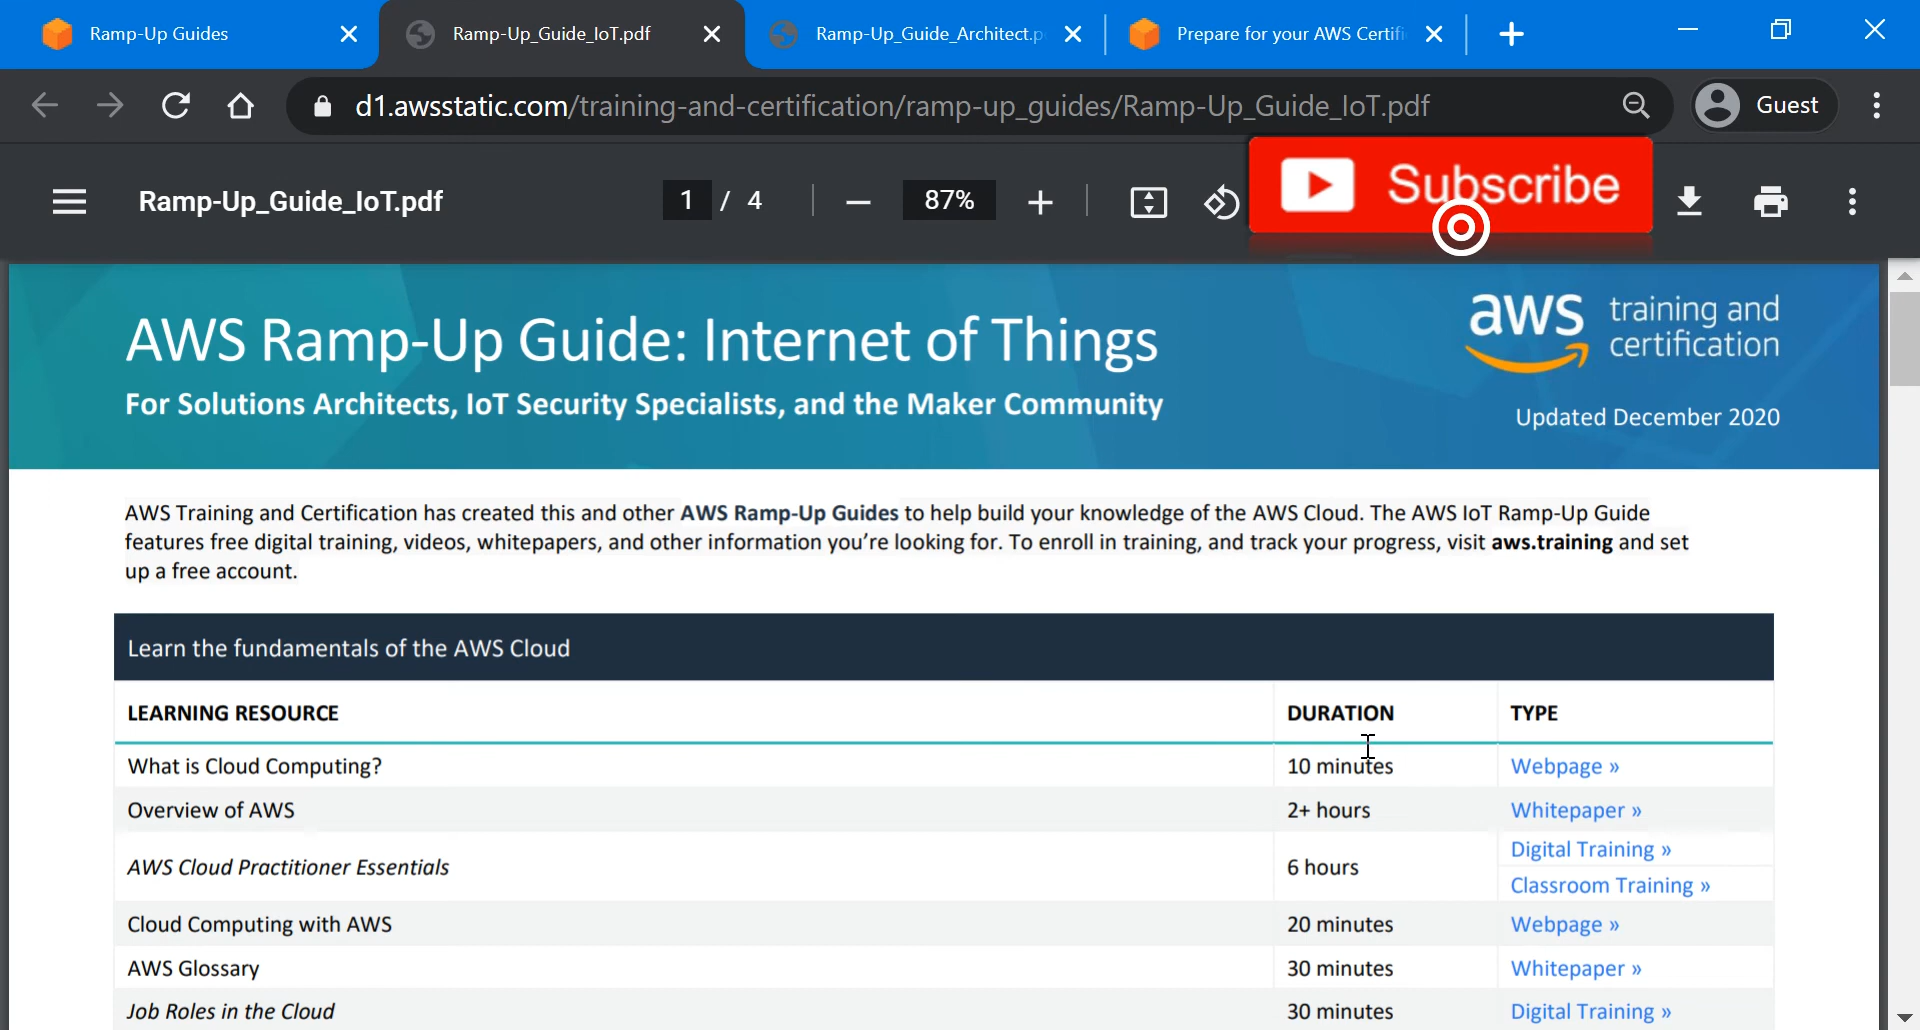 Ramp-Up Guides
Ramp-Up_Guide_IoT.pdf
Ramp-Up_Guide_Architect.p
Prepare for your AWS Certifi
d1.awsstatic.com/training-and-certification/ramp-up_guides/Ramp-Up_Guide_IoT.pdf
Guest
Ramp-Up_Guide_IoT.pdf
1 / 4
87%
Subscribe
AWS Ramp-Up Guide: Internet of Things
For Solutions Architects, IoT Security Specialists, and the Maker Community
aws training and
certification
Updated December 2020
AWS Training and Certification has created this and other AWS Ramp-Up Guides to help build your knowledge of the AWS Cloud. The AWS IoT Ramp-Up Guide
features free digital training, videos, whitepapers, and other information you're looking for. To enroll in training, and track your progress, visit aws.training and set
up a free account.
Learn the fundamentals of the AWS Cloud
LEARNING RESOURCE DURATION TYPE
What is Cloud Computing? 10 minutes Webpage »
Overview of AWS 2+ hours Whitepaper »
AWS Cloud Practitioner Essentials 6 hours Digital Training »
Classroom Training »
Cloud Computing with AWS 20 minutes Webpage »
AWS Glossary 30 minutes Whitepaper »
Job Roles in the Cloud 30 minutes Digital Training »